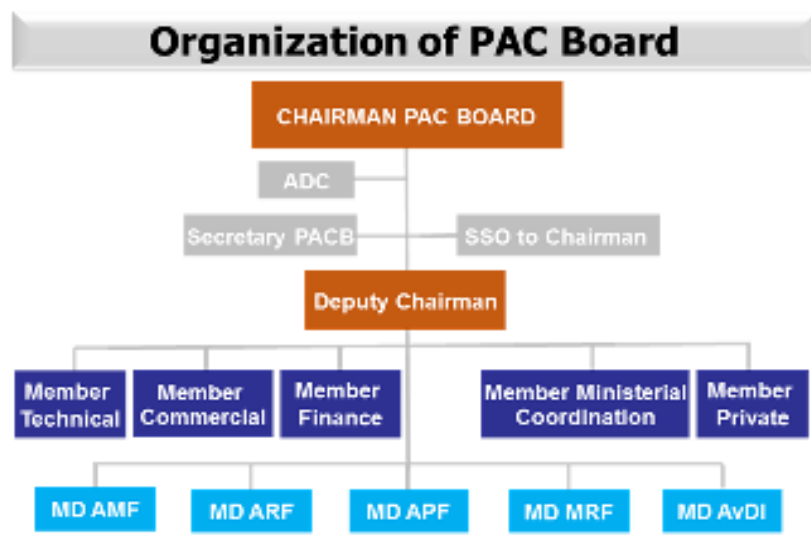 Organization of PAC Board
CHAIRMAN PAC BOARD
ADC
Secretary PACB
SSO to Chairman
Deputy Chairman
Member
Technical
Member
Commercial
Member
Finance
Member Ministerial
Coordination
Member
Private
MD AMF
MD ARF
MD APF
MD MRF
MD AvDI